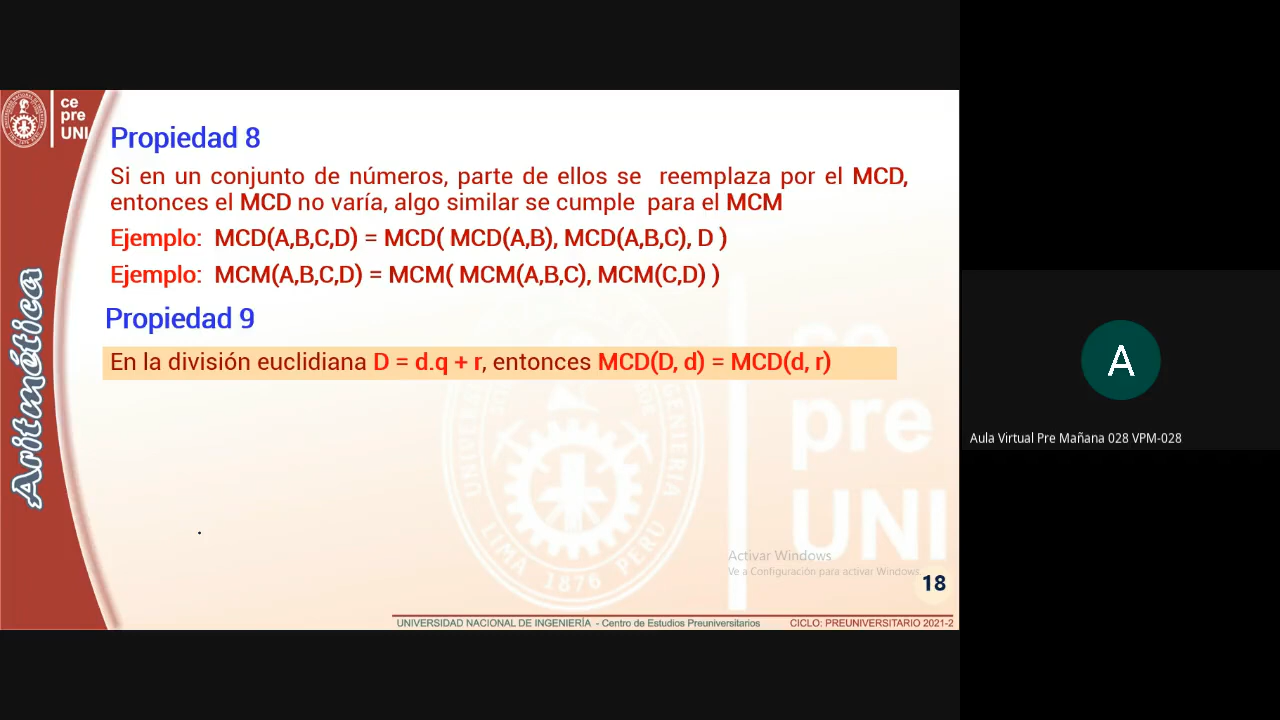 ce
pre
UNI
Propiedad 8
Si en un conjunto de números, parte de ellos se reemplaza por el MCD,
entonces el MCD no varía, algo similar se cumple para el MCM
Ejemplo: MCD(A,B,C,D) = MCD( MCD(A,B), MCD(A,B,C), D )
Ejemplo: MCM(A,B,C,D) = MCM( MCM(A,B,C), MCM(C,D) )
Propiedad 9
En la división euclidiana D = d.q + r, entonces MCD(D, d) = MCD(d, r)
Aritmética
pre
UNI
LIMA 1876 PERU
Activar Windows
Ve a Configuración para activar Windows.
18
UNIVERSIDAD NACIONAL DE INGENIERÍA - Centro de Estudios Preuniversitarios CICLO: PREUNIVERSITARIO 2021-2
A
Aula Virtual Pre Mañana 028 VPM-028